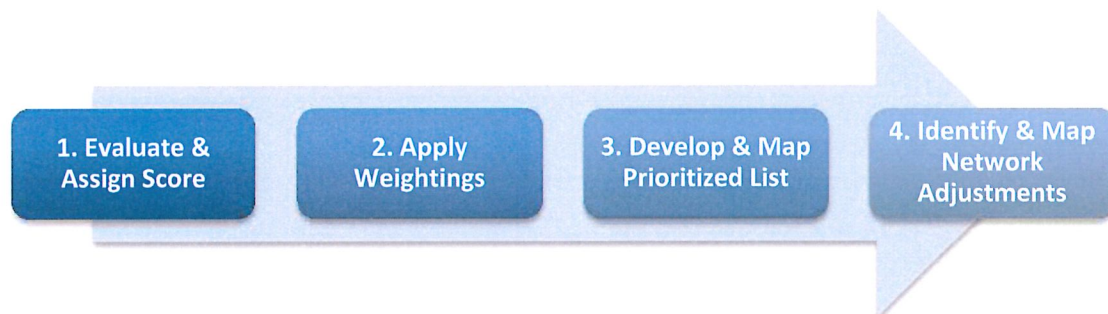 1. Evaluate &
Assign Score
2. Apply
Weightings
3. Develop & Map
Prioritized List
4. Identify & Map
Network
Adjustments